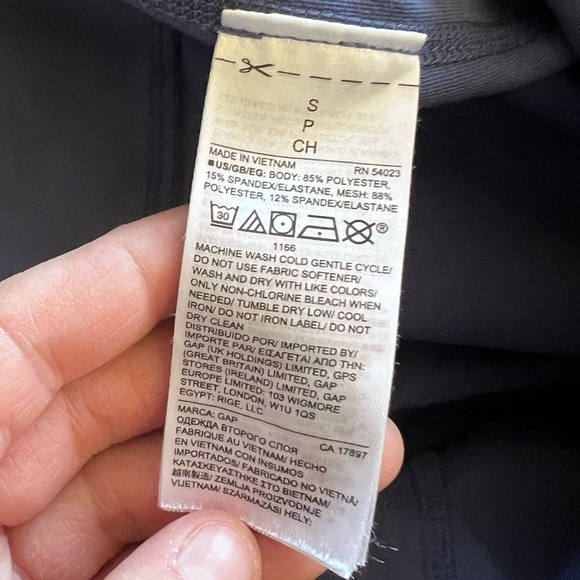 S
P
CH
MADE IN VIETNAM RN 54023
■US/GB/EG: BODY: 85% POLYESTER,
15% SPANDEX/ELASTANE, MESH: 88%
POLYESTER, 12% SPANDEX/ELASTANE
30 ®
1166
MACHINE WASH COLD GENTLE CYCLE/
DO NOT USE FABRIC SOFTENER/
WASH AND DRY WITH LIKE COLORS/
ONLY NON-CHLORINE BLEACH WHEN
NEEDED/ TUMBLE DRY LOW/ COOL
IRON/ DO NOT IRON LABEL/ DO NOT
DRY CLEAN
DISTRIBUIDO POR/ IMPORTED BY/
IMPORTE PAR/ ΕΙΣΑΓΕΤΑΙ ΑΠΟ ΤΗΝ:
GAP (UK HOLDINGS) LIMITED, GPS
(GREAT BRITAIN) LIMITED, GAP
STORES (IRELAND) LIMITED, GAP
EUROPE LIMITED: 103 WIGMORE
STREET, LONDON, W1U 1QS
EGYPT: RIGE, LLC
MARCA: GAP CA 17897
ОДЕЖДА ВТОРОГО СЛОЯ
FABRIQUE AU VIETNAM/ HECHO
EN VIETNAM CON INSUMOS
IMPORTADOS/ FABRICADO NO VIETNÃ/
ΚΑΤΑΣΚΕΥΑΣΤΗΚΕ ΣΤΟ ΒΙΕΤΝΑΜ/
越南製造/ ZEMLJA PROIZVODNJE
VIJETNAM/ SZÁRMAZÁSI HELY: